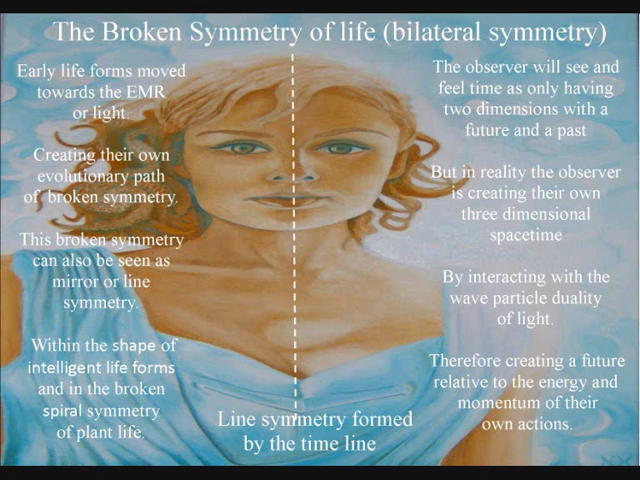 The Broken Symmetry of life (bilateral symmetry)
Early life forms moved
towards the EMR
or light.
Creating their own
evolutionary path
of broken symmetry.
This broken symmetry
can also be seen as
mirror or line
symmetry.
Within the shape of
intelligent life forms
and in the broken
spiral symmetry
of plant life.
The observer will see and
feel time as only having
two dimensions with a
future and a past
But in reality the observer
is creating their own
three dimensional
spacetime
By interacting with the
wave particle duality
of light.
Therefore creating a future
relative to the energy and
momentum of their
own actions.
Line symmetry formed
by the time line